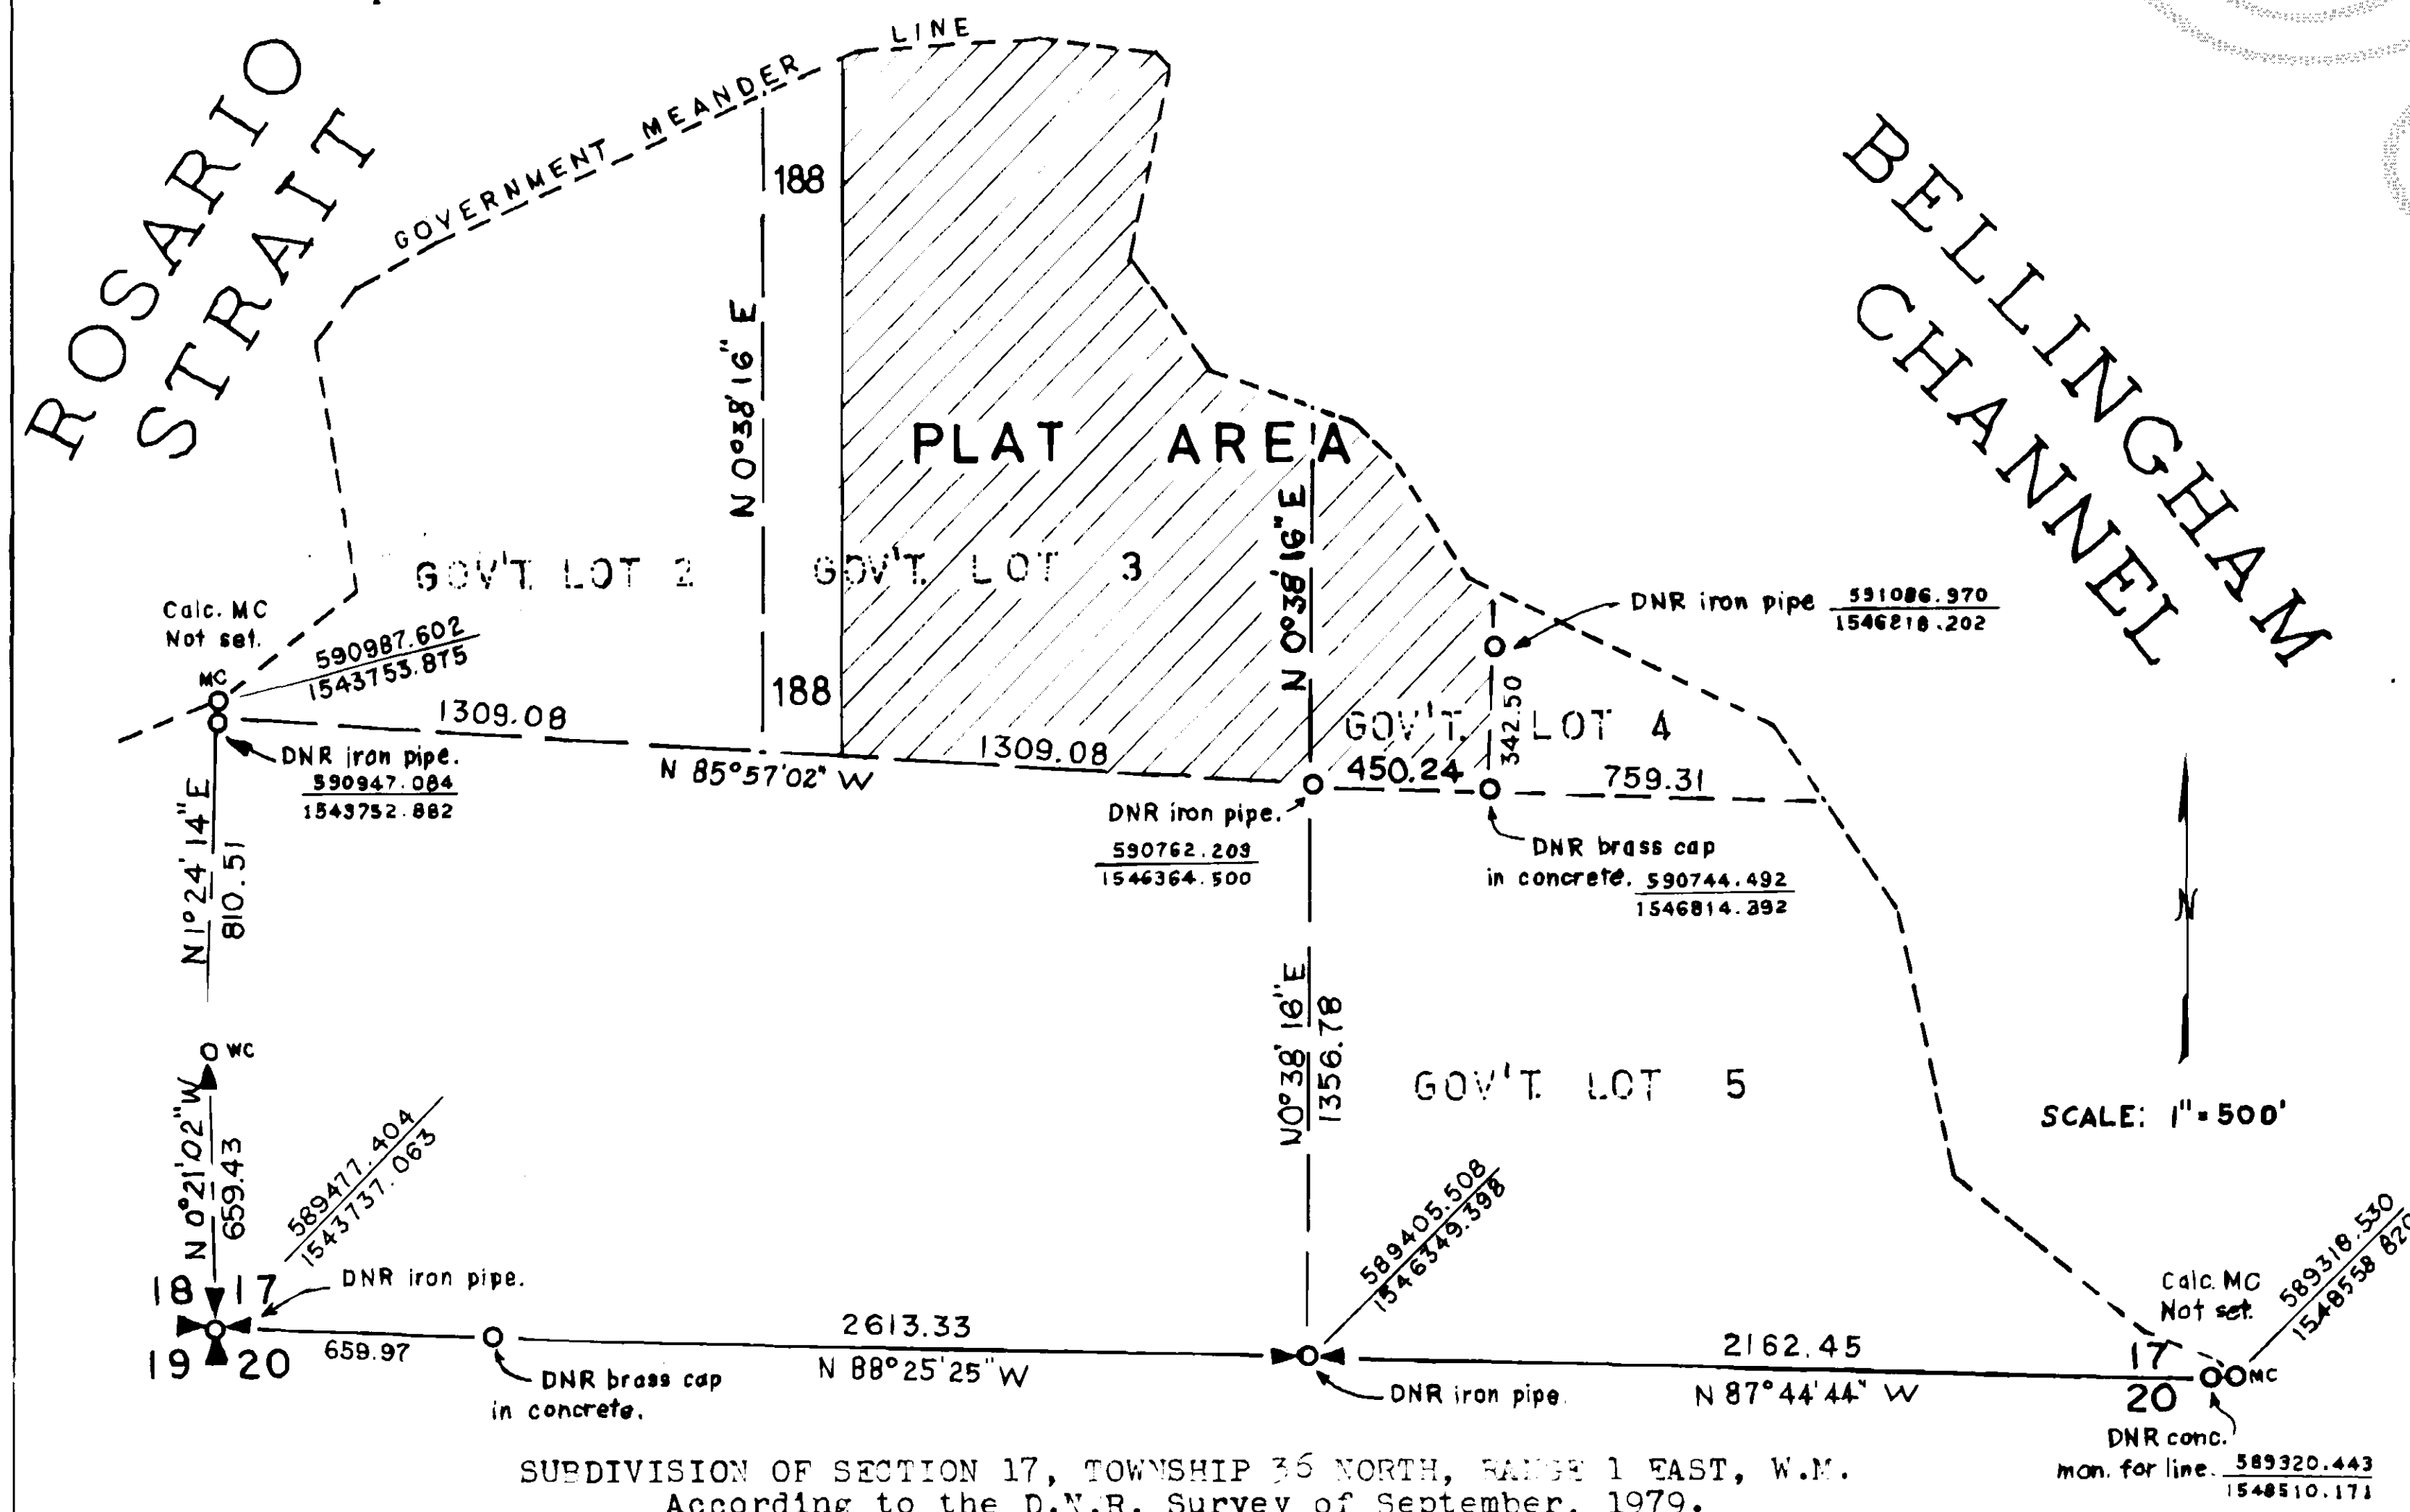 ROSARIO
STRAIT
GOVERNMENT MEANDER LINE
BELLINGHAM
CHANNEL
188
N 0°38'16" E
PLAT AREA
N 0°38'16" E
GOV'T. LOT 2
GOV'T. LOT 3
Calc. MC
Not set.
MC
590987.602
1543753.875
DNR iron pipe
591086.970
1546818.202
1309.08
188
1309.08
N 85°57'02" W
GOV'T. LOT 4
342.50
450.24
759.31
DNR iron pipe.
590947.084
1543752.882
DNR iron pipe.
590762.209
1546364.500
DNR brass cap
in concrete.
590744.492
1546814.392
N 1°24'14" E
810.51
WC
N 0°38'16" E
1356.78
GOV'T. LOT 5
N
SCALE: 1" = 500'
N 0°21'02" W
659.43
589477.404
1543737.063
589405.508
1546349.398
589318.530
1548558 820
18 17
19 20
DNR iron pipe.
659.97
DNR brass cap
in concrete.
2613.33
N 88°25'25" W
DNR iron pipe.
2162.45
N 87°44'44" W
Calc. MC
Not set.
17
20
MC
DNR conc.
mon. for line.
589320.443
1548510.171
SUBDIVISION OF SECTION 17, TOWNSHIP 36 NORTH, RANGE 1 EAST, W.M.
According to the D.N.R. Survey of September, 1979.